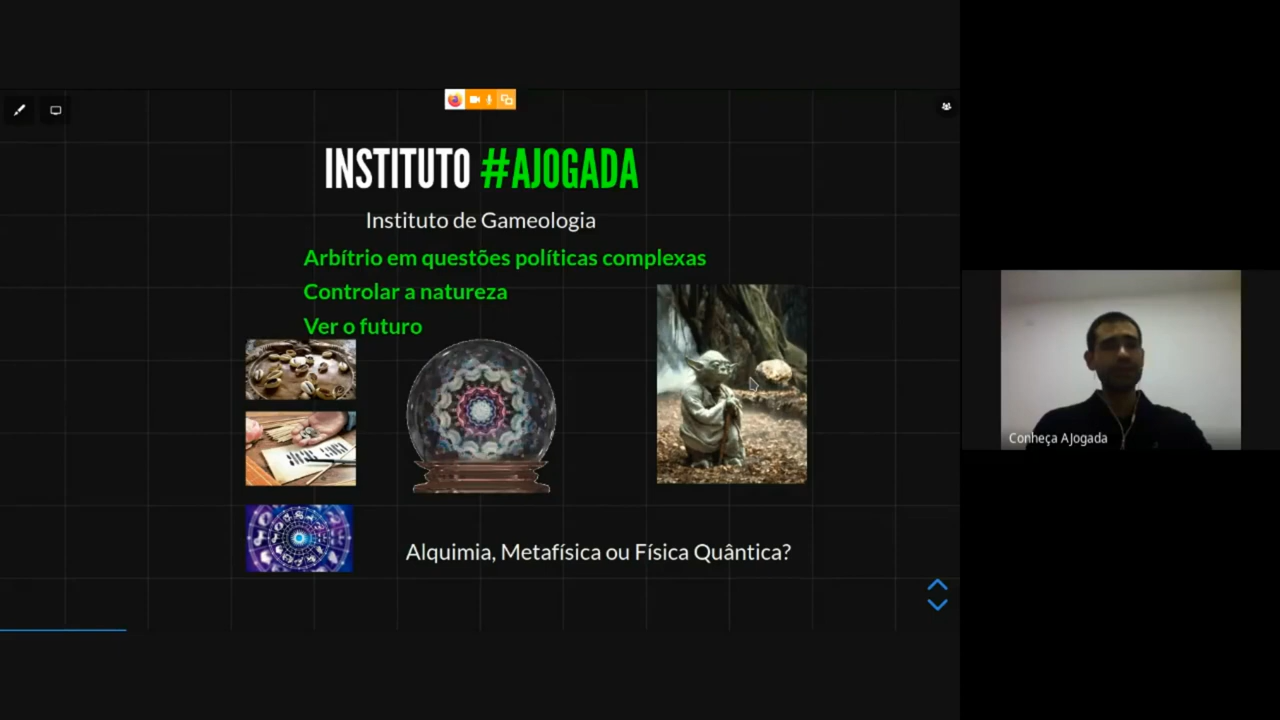 INSTITUTO #AJOGADA
Instituto de Gameologia
Arbítrio em questões políticas complexas
Controlar a natureza
Ver o futuro
Alquimia, Metafísica ou Física Quântica?
Conheça AJogada